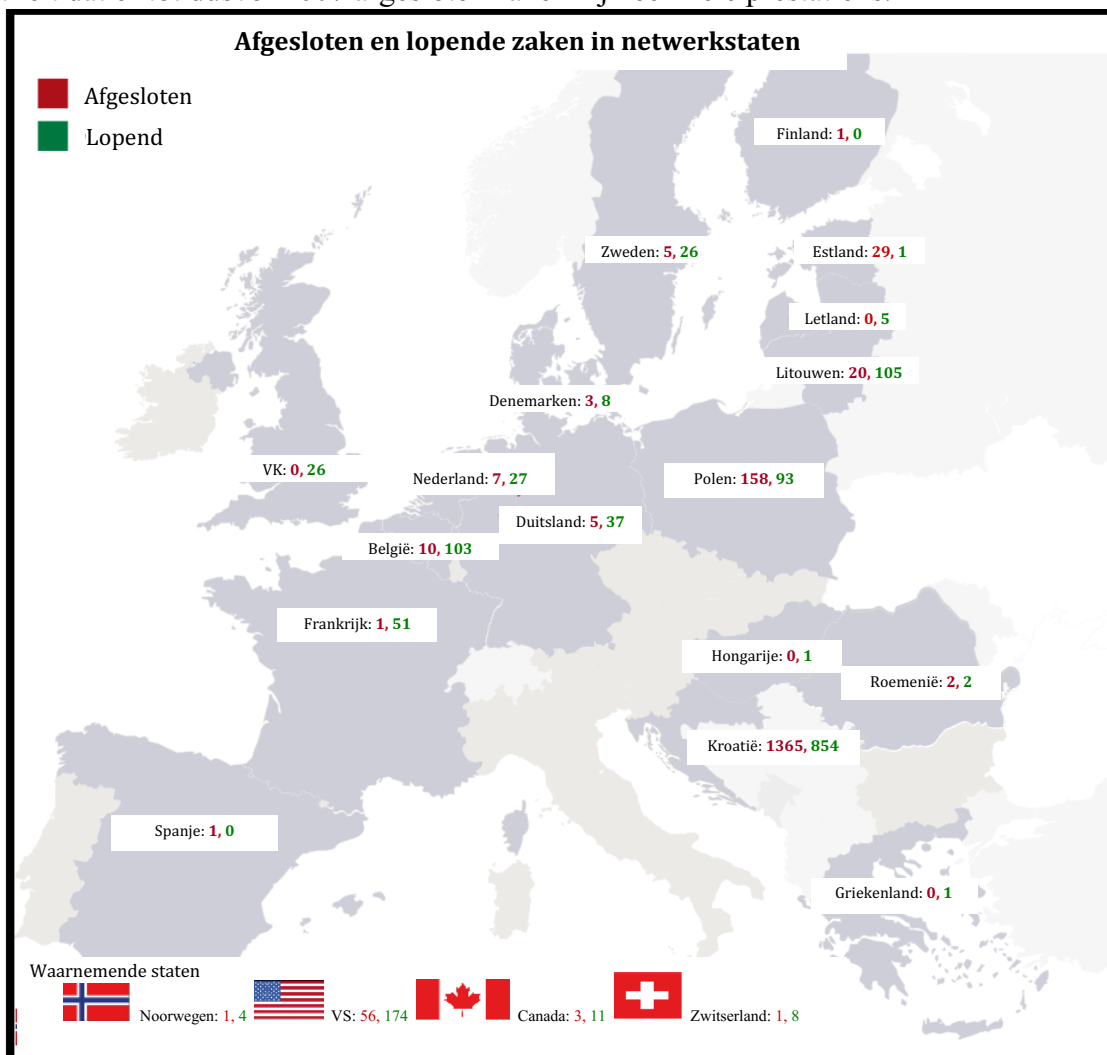 Afgesloten en lopende zaken in netwerkstaten
Afgesloten
Lopend
Finland: 1, 0
Zweden: 5, 26
Estland: 29, 1
Letland: 0, 5
Litouwen: 20, 105
Denemarken: 3, 8
VK: 0, 26
Nederland: 7, 27
Polen: 158, 93
Duitsland: 5, 37
België: 10, 103
Frankrijk: 1, 51
Hongarije: 0, 1
Roemenië: 2, 2
Kroatië: 1365, 854
Spanje: 1, 0
Griekenland: 0, 1
Waarnemende staten
Noorwegen: 1, 4 VS: 56, 174 Canada: 3, 11 Zwitserland: 1, 8